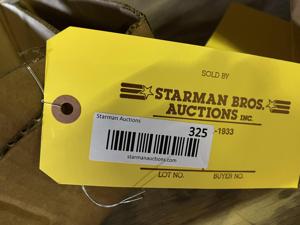 SOLD BY
STARMAN BROS.
AUCTIONS INC.
Starman Auctions
325
-1933
starmanauctions.com
LOT NO. BUYER NO.